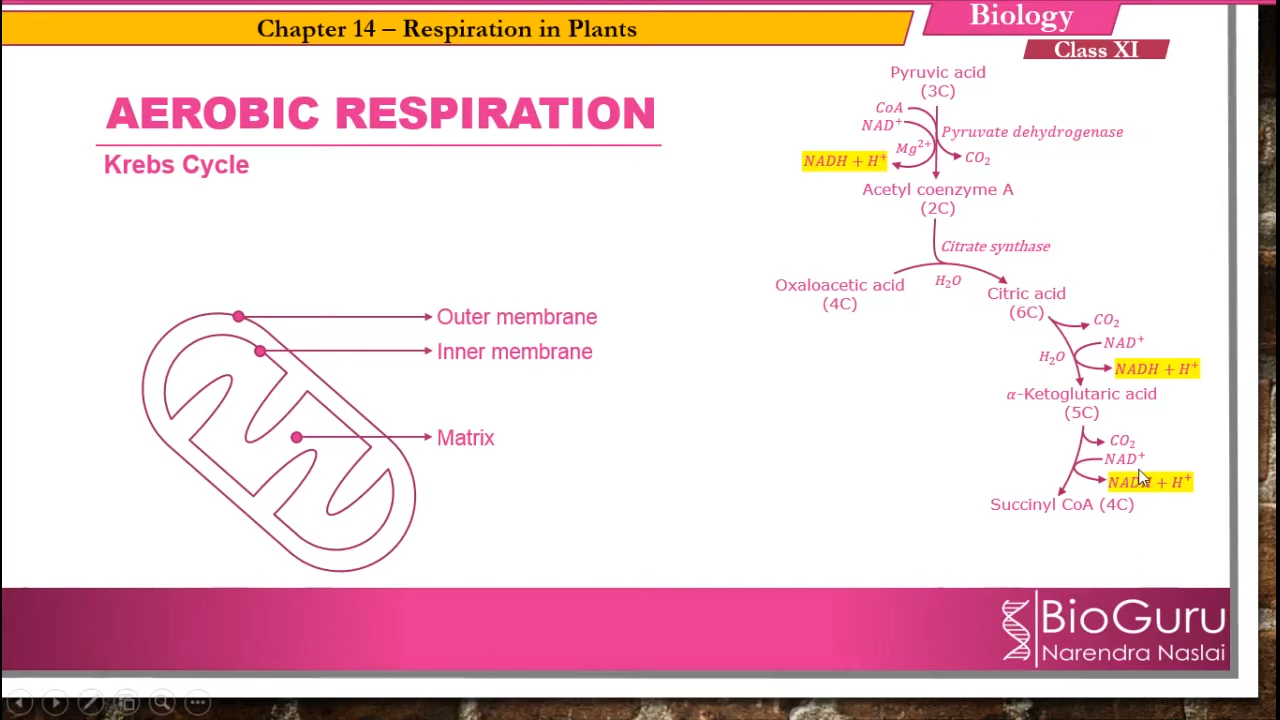 Chapter 14 – Respiration in Plants
Biology
Class XI
AEROBIC RESPIRATION
Krebs Cycle
Outer membrane
Inner membrane
Matrix
Pyruvic acid
(3C)
CoA
NAD⁺
Pyruvate dehydrogenase
Mg²⁺
NADH + H⁺
CO₂
Acetyl coenzyme A
(2C)
Citrate synthase
Oxaloacetic acid
(4C)
H₂O
Citric acid
(6C)
CO₂
NAD⁺
H₂O
NADH + H⁺
α-Ketoglutaric acid
(5C)
CO₂
NAD⁺
NADH + H⁺
Succinyl CoA (4C)
BioGuru
Narendra Naslai